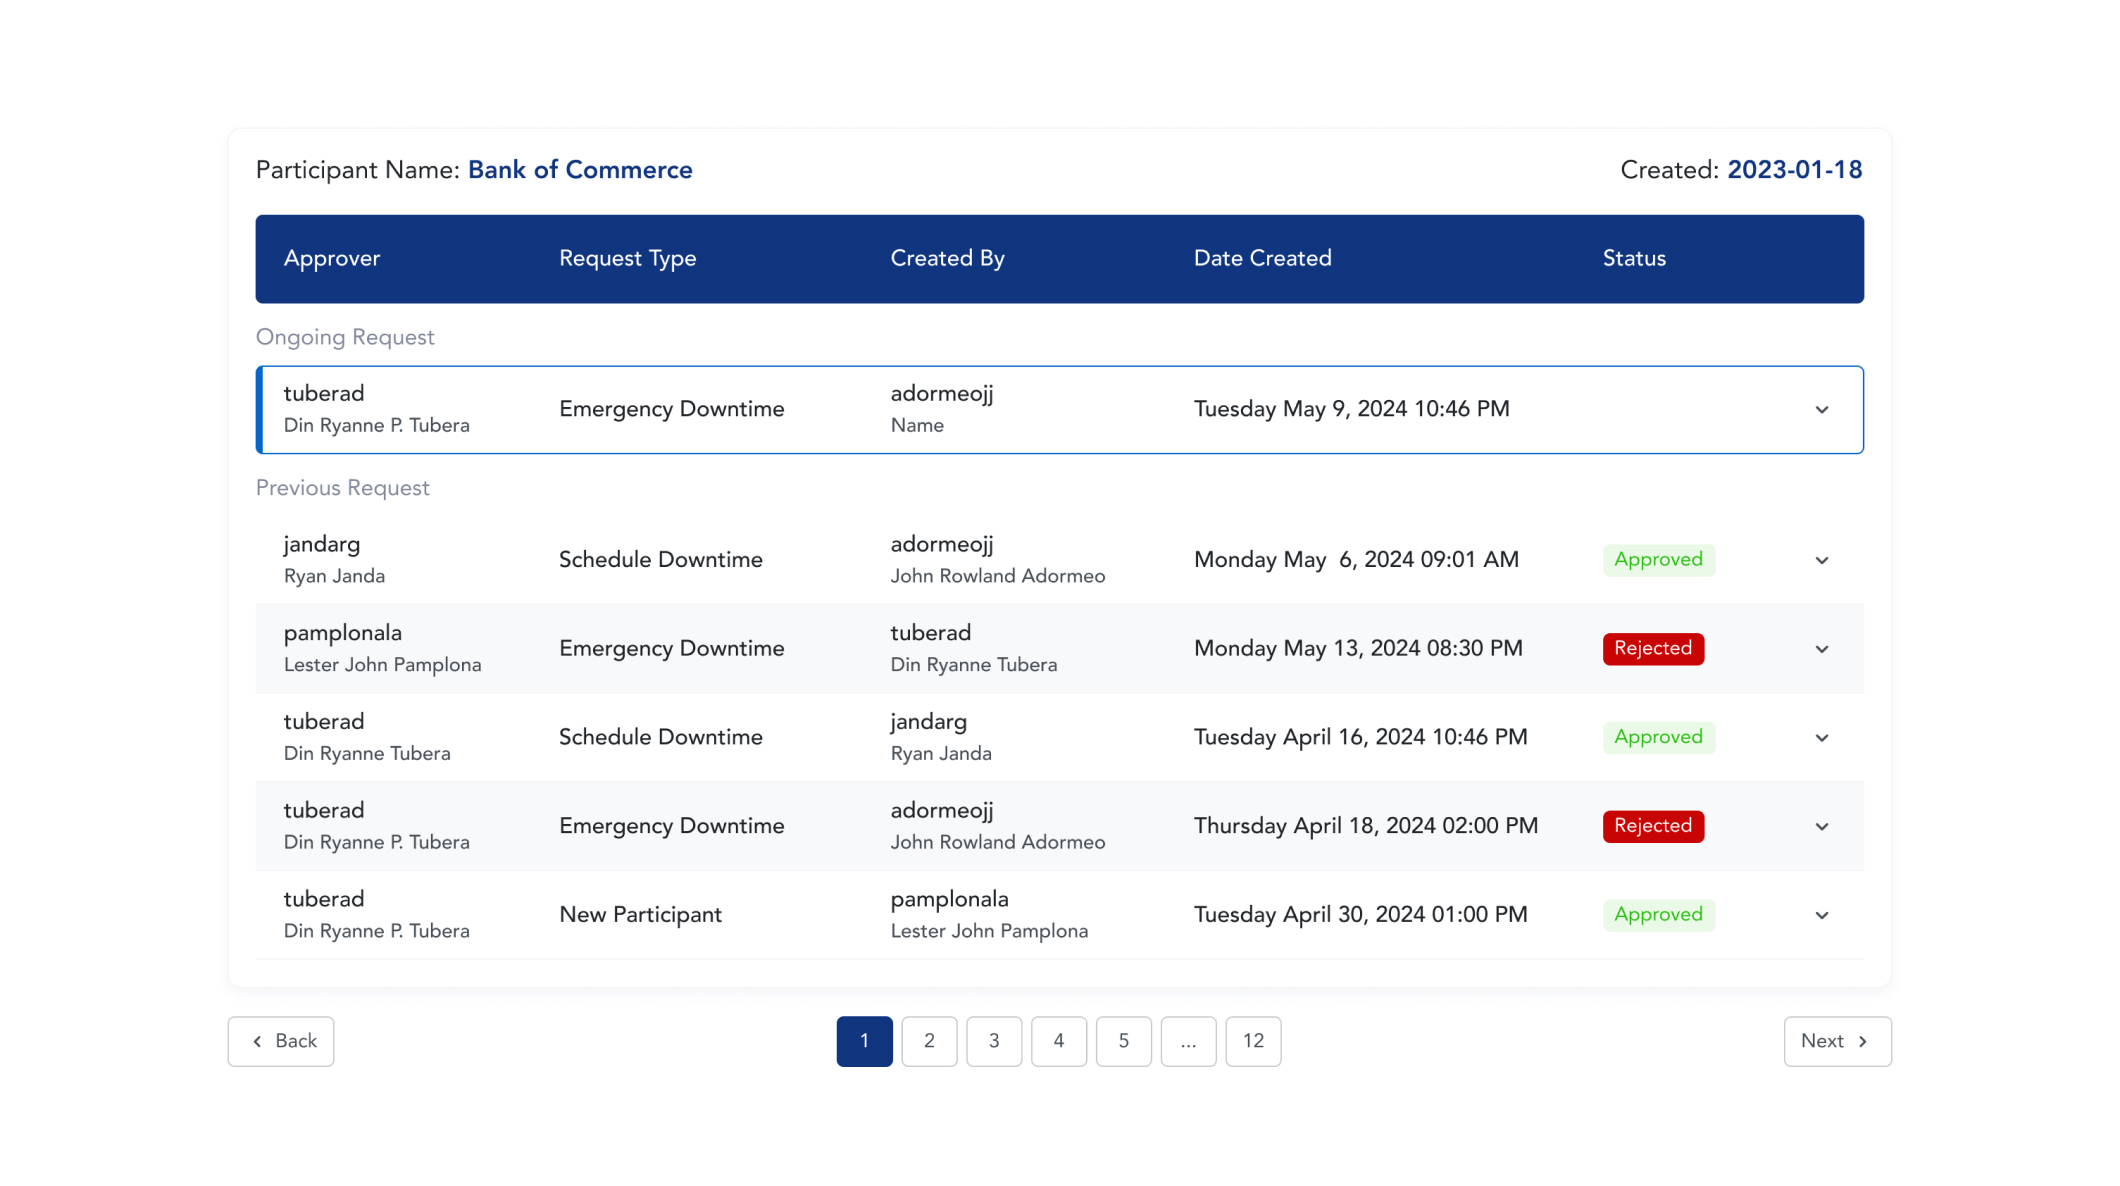 Participant Name: Bank of Commerce Created: 2023-01-18
Approver Request Type Created By Date Created Status
Ongoing Request
tuberad
Din Ryanne P. Tubera
Emergency Downtime
adormeojj
Name
Tuesday May 9, 2024 10:46 PM
Previous Request
jandarg
Ryan Janda
Schedule Downtime
adormeojj
John Rowland Adormeo
Monday May  6, 2024 09:01 AM
Approved
pamplonala
Lester John Pamplona
Emergency Downtime
tuberad
Din Ryanne Tubera
Monday May 13, 2024 08:30 PM
Rejected
tuberad
Din Ryanne Tubera
Schedule Downtime
jandarg
Ryan Janda
Tuesday April 16, 2024 10:46 PM
Approved
tuberad
Din Ryanne P. Tubera
Emergency Downtime
adormeojj
John Rowland Adormeo
Thursday April 18, 2024 02:00 PM
Rejected
tuberad
Din Ryanne P. Tubera
New Participant
pamplonala
Lester John Pamplona
Tuesday April 30, 2024 01:00 PM
Approved
Back 1 2 3 4 5 ... 12 Next